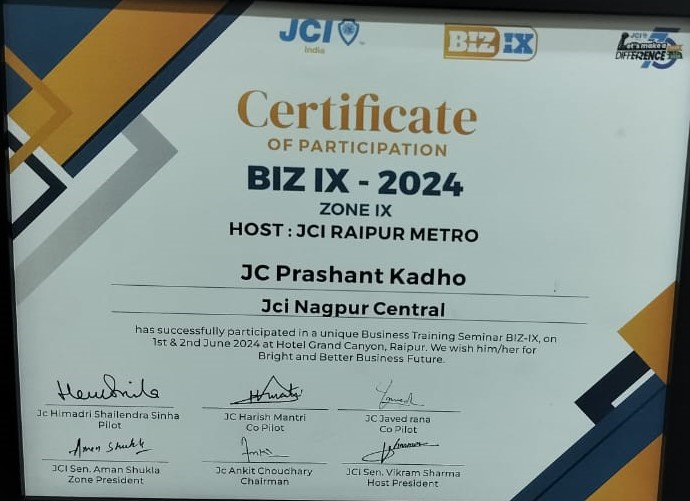 JCI
India
BIZ IX
JCI
Let's make a
DIFFERENCE
Certificate
OF PARTICIPATION
BIZ IX - 2024
ZONE IX
HOST : JCI RAIPUR METRO
JC Prashant Kadho
Jci Nagpur Central
has successfully participated in a unique Business Training Seminar BIZ-IX, on
1st & 2nd June 2024 at Hotel Grand Canyon, Raipur. We wish him/her for
Bright and Better Business Future.
Jc Himadri Shailendra Sinha
Pilot
JC Harish Mantri
Co Pilot
JC Javed rana
Co Pilot
Aman Shukla
JCI Sen. Aman Shukla
Zone President
Jc Ankit Choudhary
Chairman
JCI Sen. Vikram Sharma
Host President